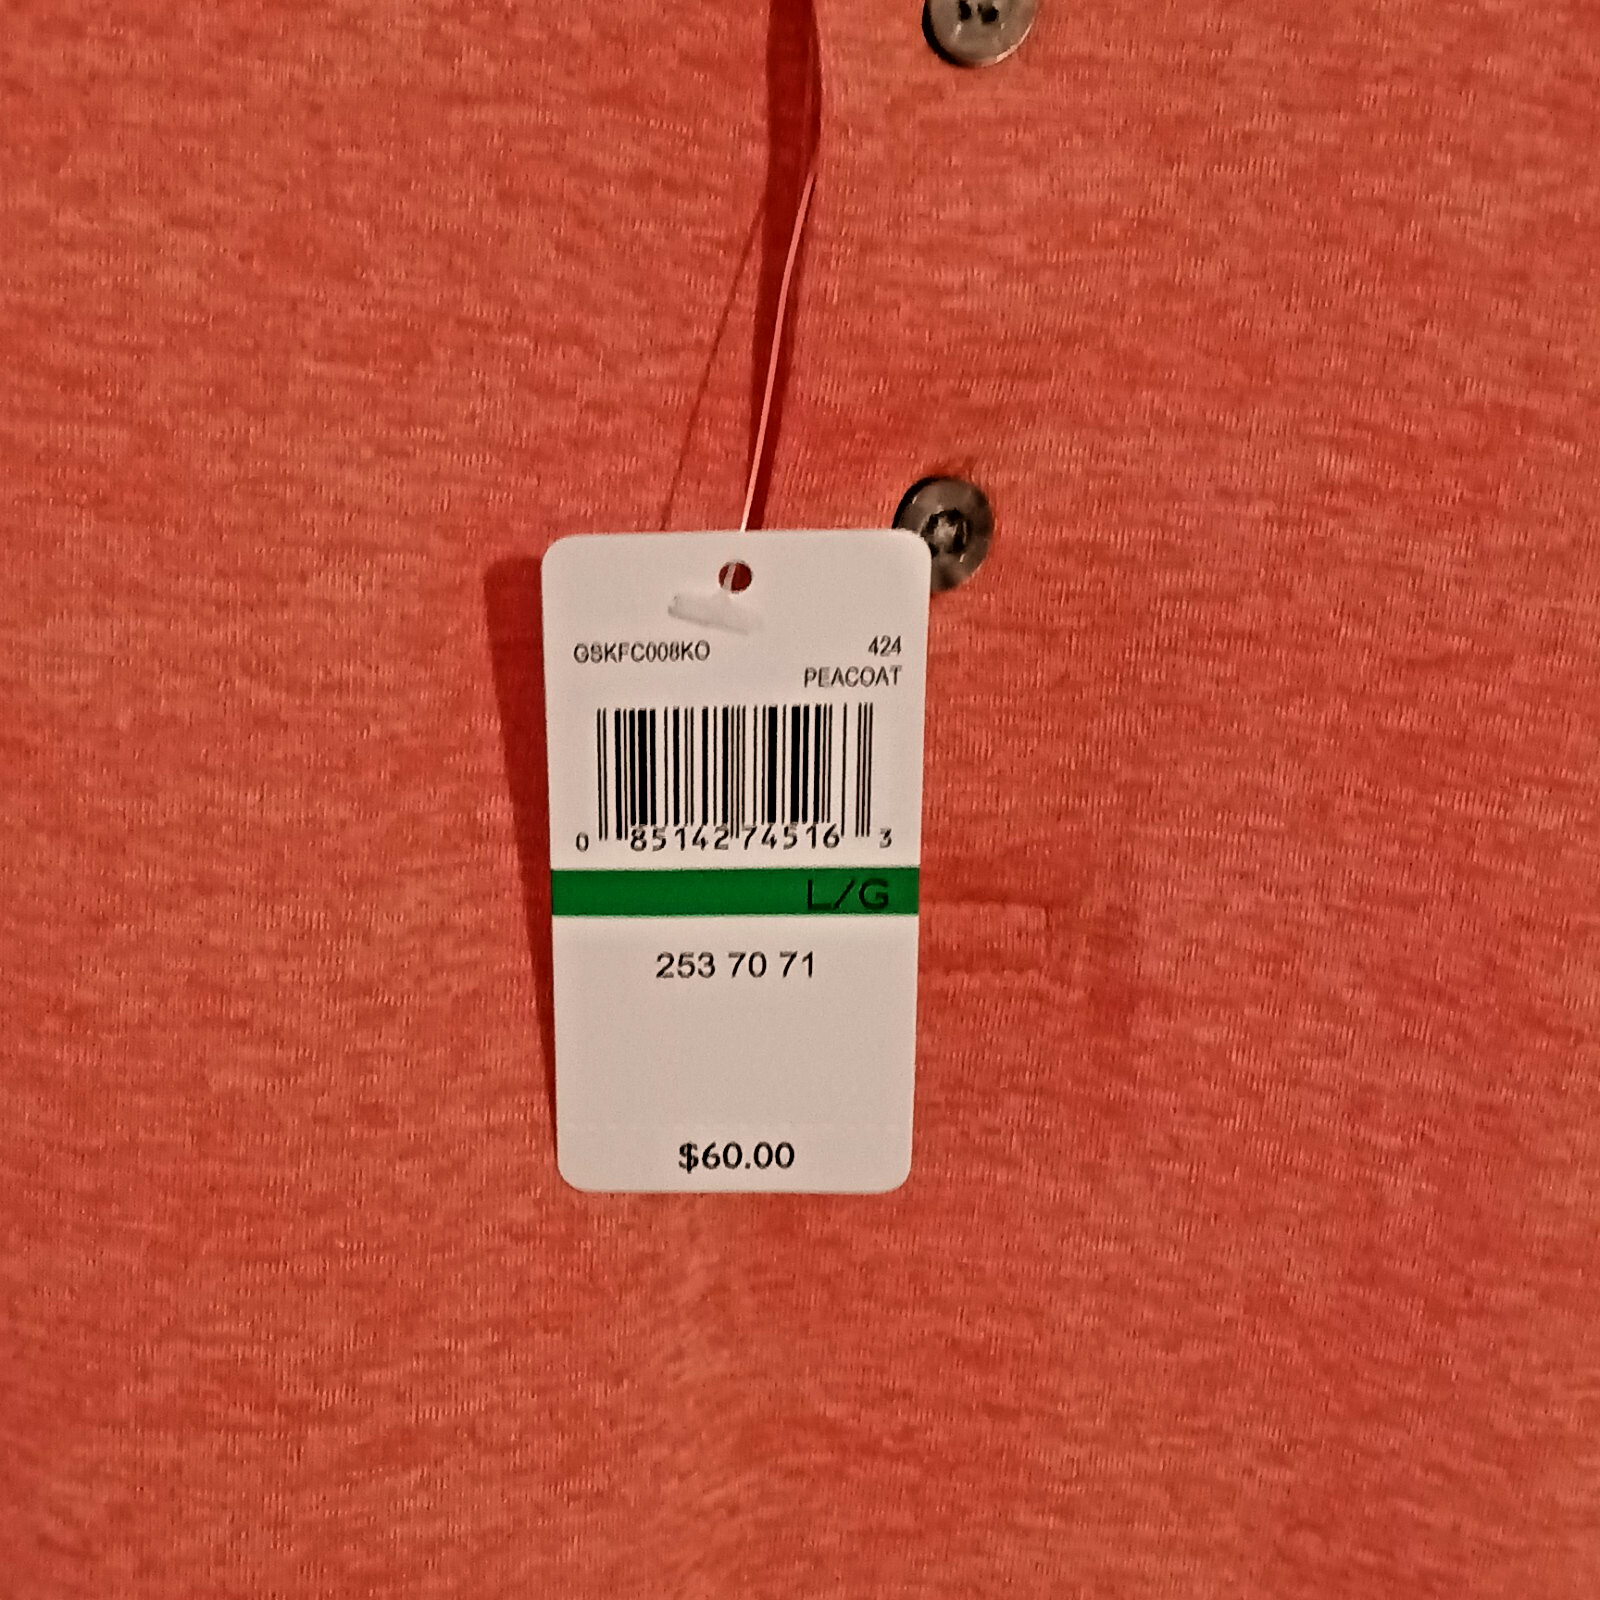 GSKFC008KO 424
PEACOAT
0 85142 74516 3
L/G
253 70 71
$60.00